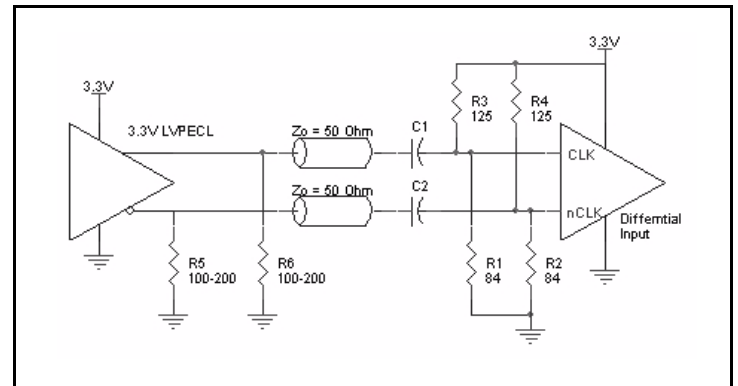 3.3V
3.3V
3.3V LVPECL
Zo = 50 Ohm
C1
R3
125
R4
125
CLK
Zo = 50 Ohm
C2
nCLK
Differntial
Input
R5
100-200
R6
100-200
R1
84
R2
84